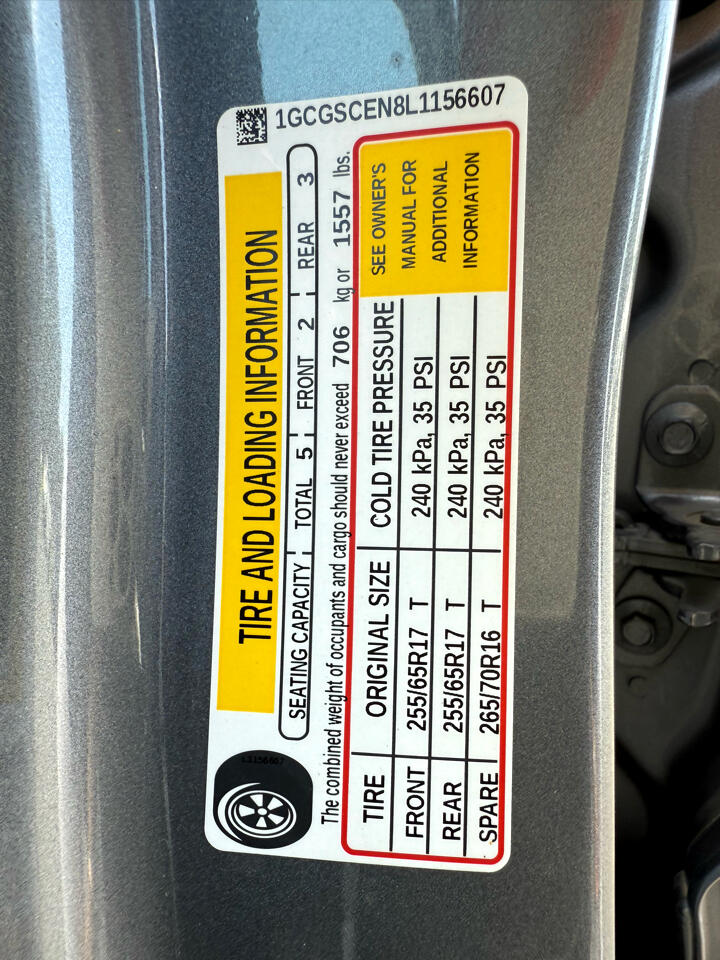 1GCGSCEN8L1156607
TIRE AND LOADING INFORMATION
SEATING CAPACITY TOTAL 5 FRONT 2 REAR 3
The combined weight of occupants and cargo should never exceed 706 kg or 1557 lbs.
TIRE ORIGINAL SIZE COLD TIRE PRESSURE
FRONT 255/65R17 T 240 kPa, 35 PSI
REAR 255/65R17 T 240 kPa, 35 PSI
SPARE 265/70R16 T 240 kPa, 35 PSI
SEE OWNER'S
MANUAL FOR
ADDITIONAL
INFORMATION
L1156607